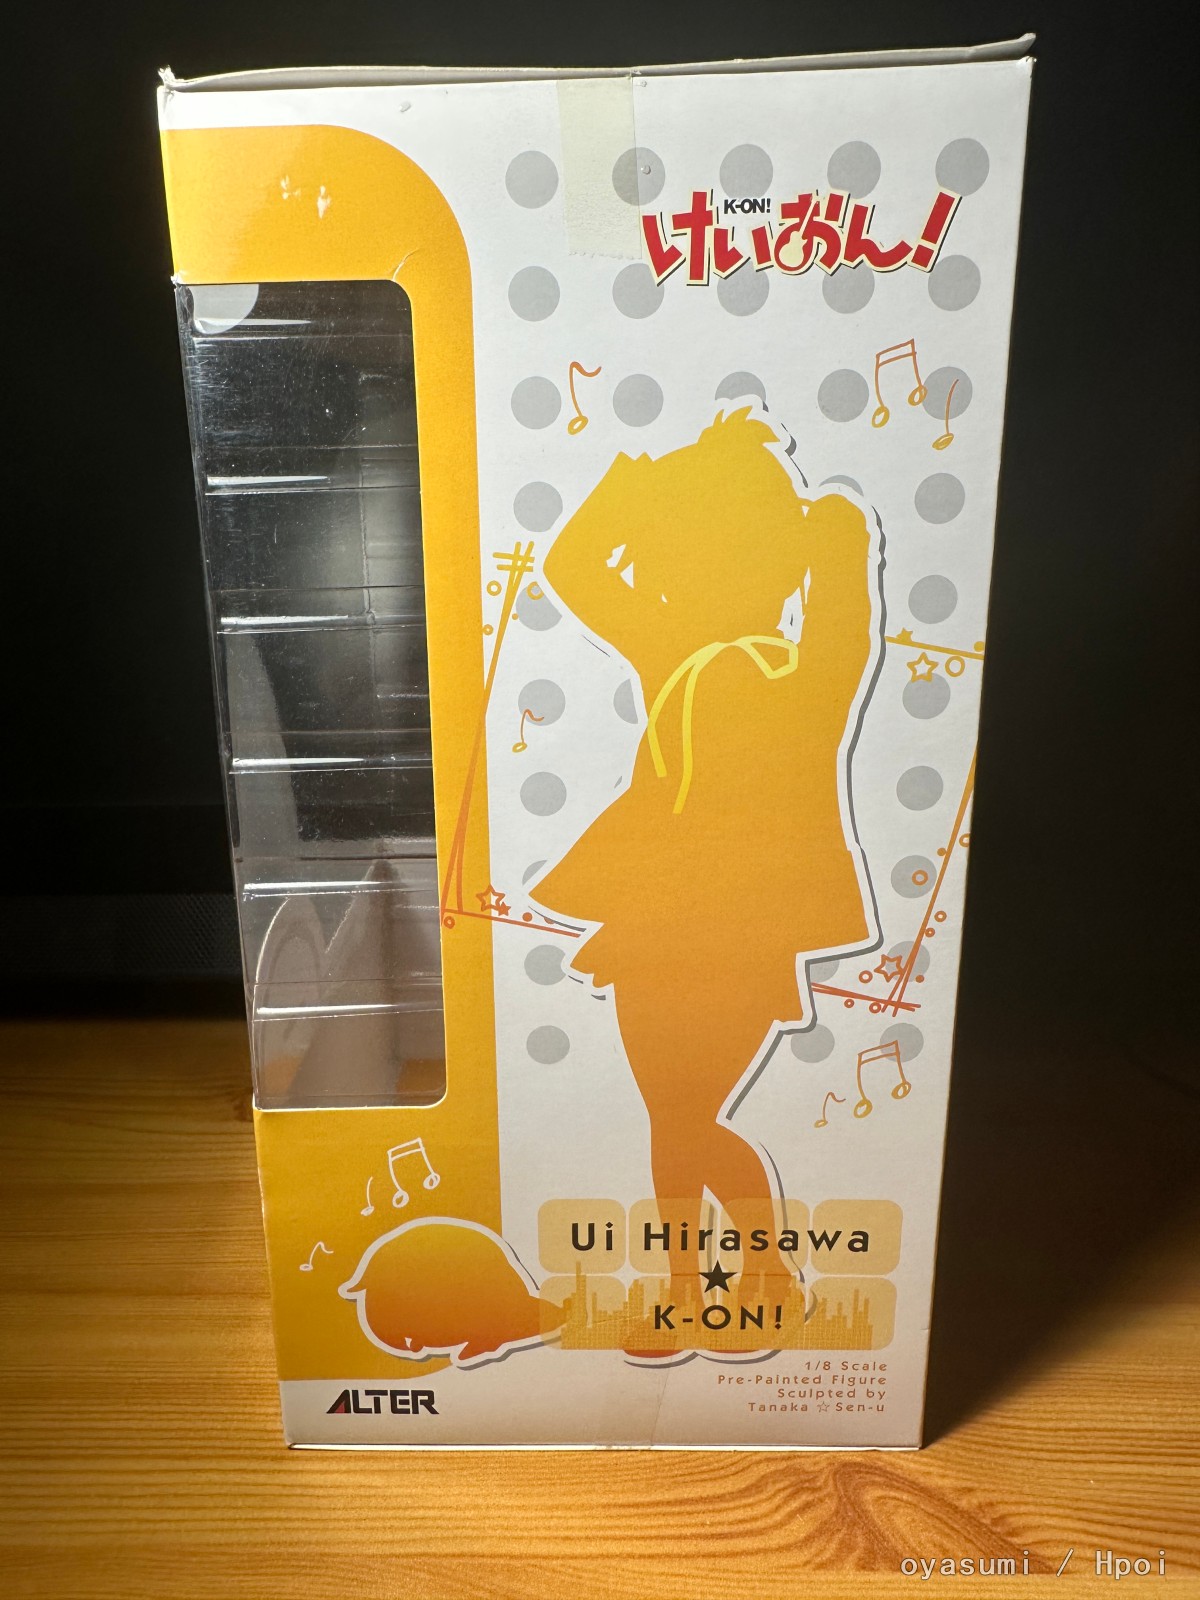 K-ON!
けいおん!
Ui Hirasawa
★
K-ON!
1/8 Scale
Pre-Painted Figure
Sculpted by
Tanaka ☆ Sen-u
ALTER
oyasumi / Hpoi